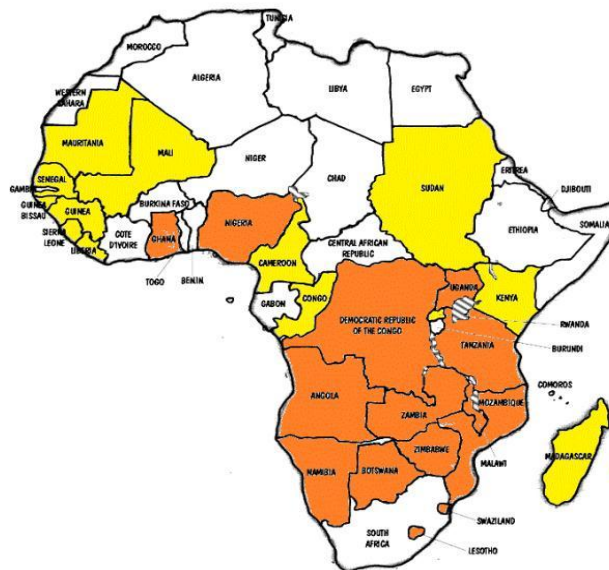 TUNISIA
MOROCCO
ALGERIA
LIBYA
EGYPT
WESTERN
SAHARA
MAURITANIA
MALI
NIGER
CHAD
SUDAN
ERITREA
DJIBOUTI
SENEGAL
GAMBIA
GUINEA
BISSAU
GUINEA
SIERRA
LEONE
LIBERIA
COTE
D'IVOIRE
BURKINA FASO
GHANA
TOGO
BENIN
NIGERIA
CAMEROON
CENTRAL AFRICAN
REPUBLIC
ETHIOPIA
SOMALIA
GABON
CONGO
DEMOCRATIC REPUBLIC
OF THE CONGO
UGANDA
KENYA
RWANDA
BURUNDI
TANZANIA
COMOROS
ANGOLA
ZAMBIA
MOZAMBIQUE
MALAWI
ZIMBABWE
NAMIBIA
BOTSWANA
MADAGASCAR
SWAZILAND
LESOTHO
SOUTH
AFRICA